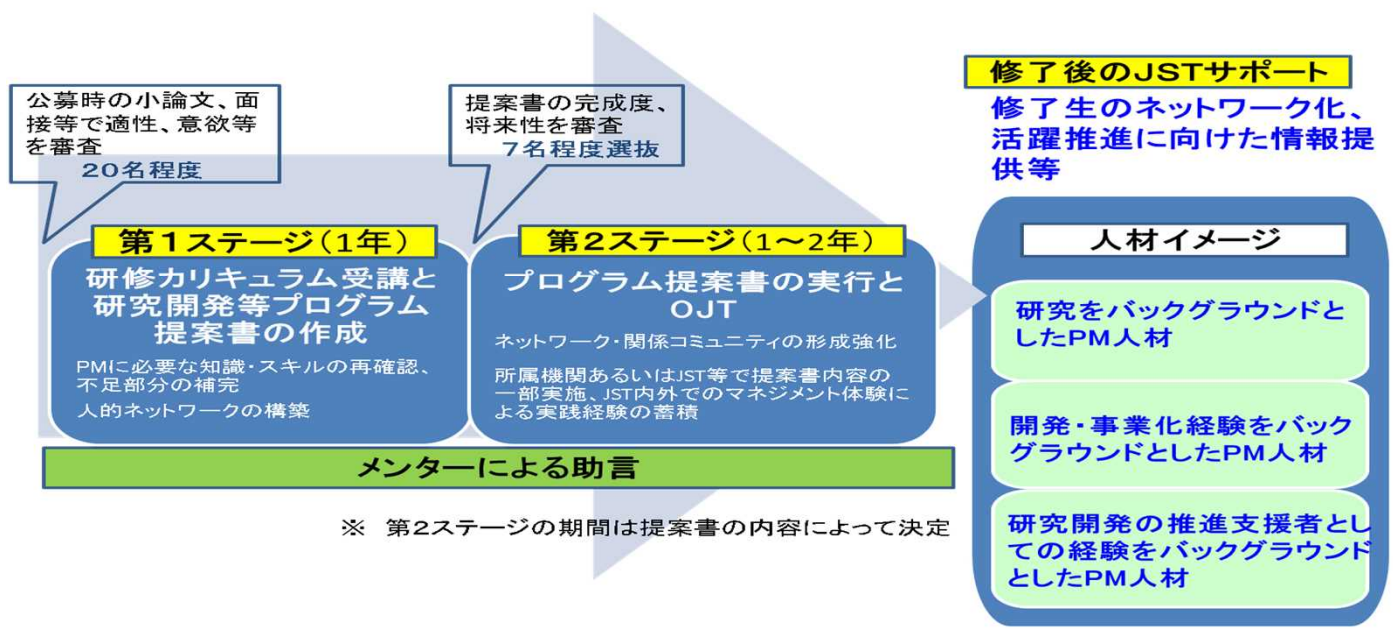 公募時の小論文、面
接等で適性、意欲等
を審査
20名程度
提案書の完成度、
将来性を審査
7名程度選抜
第1ステージ(1年)
研修カリキュラム受講と
研究開発等プログラム
提案書の作成
PMに必要な知識・スキルの再確認、
不足部分の補完
人的ネットワークの構築
第2ステージ(1~2年)
プログラム提案書の実行と
OJT
ネットワーク・関係コミュニティの形成強化
所属機関あるいはJST等で提案書内容の
一部実施、JST内外でのマネジメント体験に
よる実践経験の蓄積
メンターによる助言
※ 第2ステージの期間は提案書の内容によって決定
修了後のJSTサポート
修了生のネットワーク化、
活躍推進に向けた情報提
供等
人材イメージ
研究をバックグラウンドと
したPM人材
開発・事業化経験をバック
グラウンドとしたPM人材
研究開発の推進支援者とし
ての経験をバックグラウンド
としたPM人材